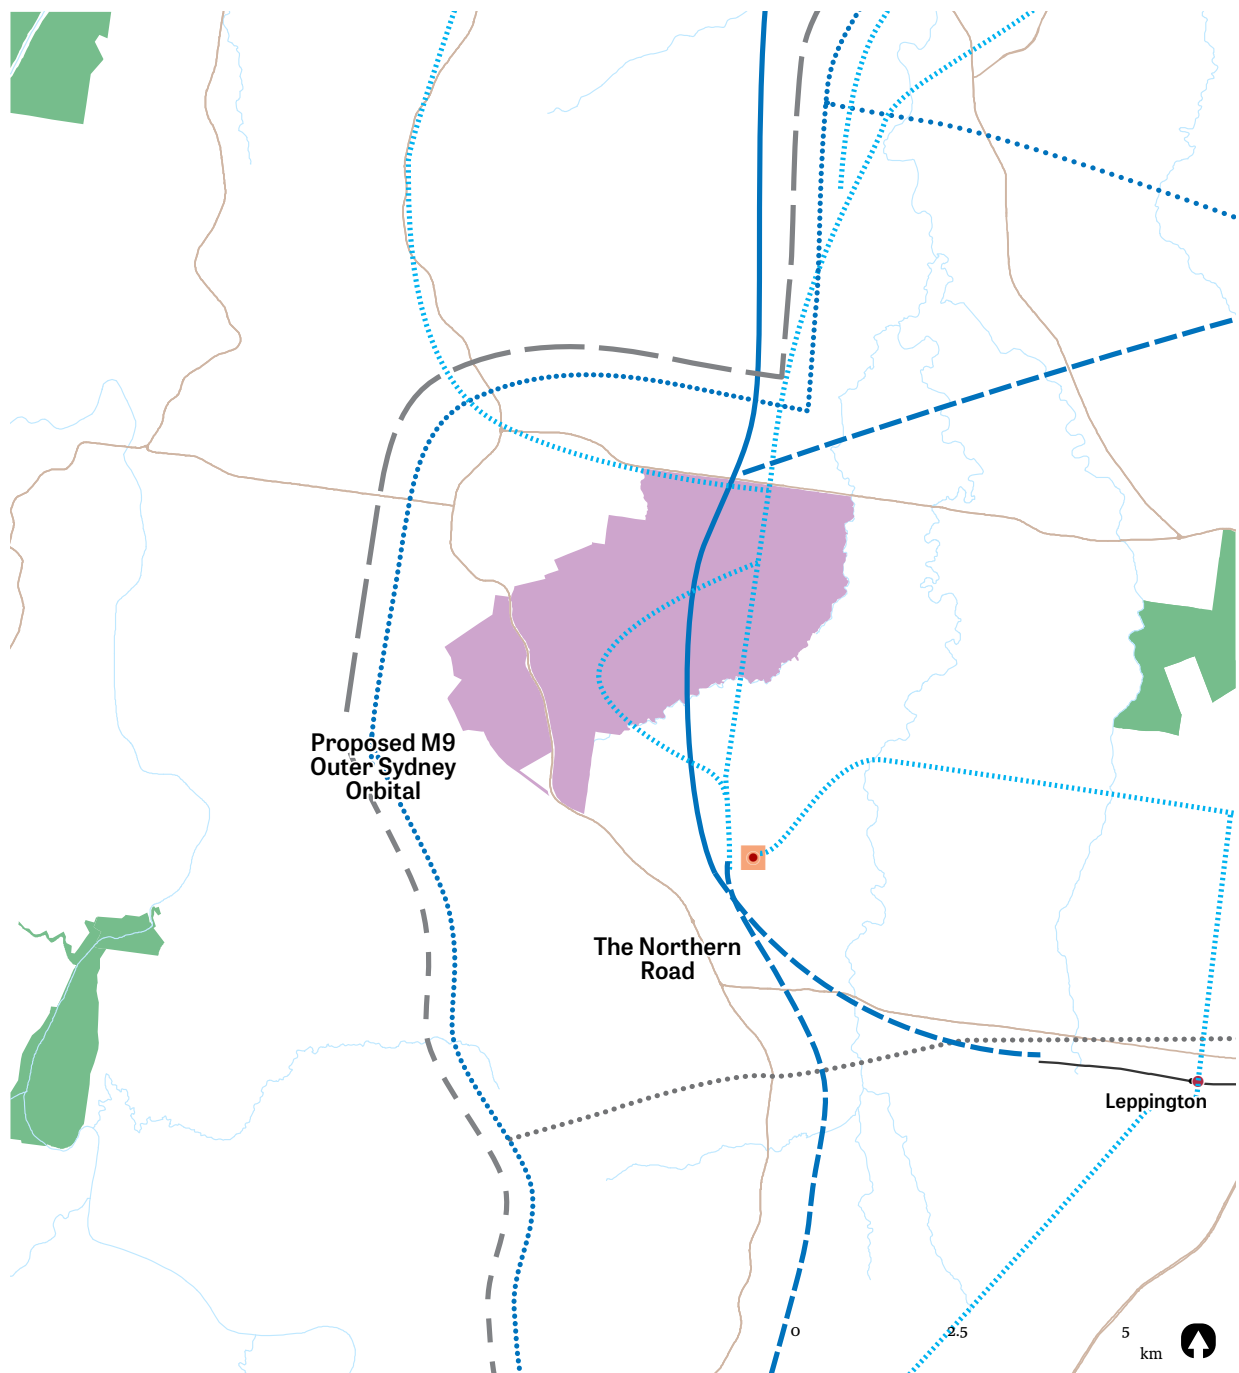 Proposed M9
Outer Sydney
Orbital
The Northern
Road
Leppington
0 2.5 5
km